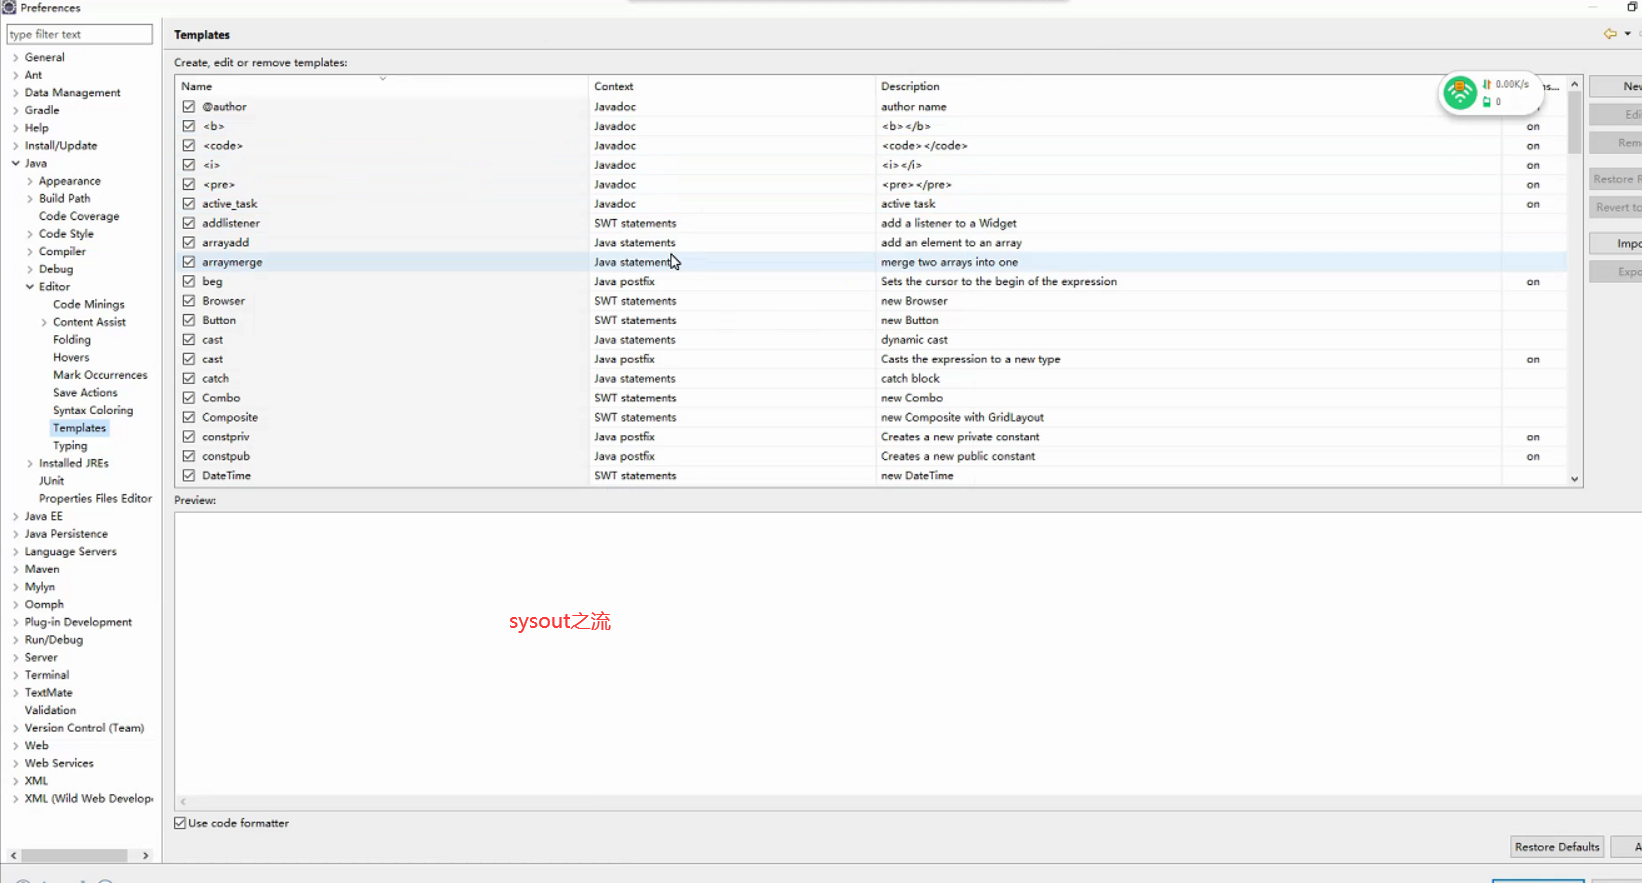 Preferences
type filter text
General
Ant
Data Management
Gradle
Help
Install/Update
Java
Appearance
Build Path
Code Coverage
Code Style
Compiler
Debug
Editor
Code Minings
Content Assist
Folding
Hovers
Mark Occurrences
Save Actions
Syntax Coloring
Templates
Typing
Installed JREs
JUnit
Properties Files Editor
Java EE
Java Persistence
Language Servers
Maven
Mylyn
Oomph
Plug-in Development
Run/Debug
Server
Terminal
TextMate
Validation
Version Control (Team)
Web
Web Services
XML
XML (Wild Web Develop
Templates
Create, edit or remove templates:
Name Context Description
@author Javadoc author name
<b> Javadoc <b></b> on
<code> Javadoc <code></code> on
<i> Javadoc <i></i> on
<pre> Javadoc <pre></pre> on
active_task Javadoc active task on
addlistener SWT statements add a listener to a Widget
arrayadd Java statements add an element to an array
arraymerge Java statements merge two arrays into one
beg Java postfix Sets the cursor to the begin of the expression on
Browser SWT statements new Browser
Button SWT statements new Button
cast Java statements dynamic cast
cast Java postfix Casts the expression to a new type on
catch Java statements catch block
Combo SWT statements new Combo
Composite SWT statements new Composite with GridLayout
constpriv Java postfix Creates a new private constant on
constpub Java postfix Creates a new public constant on
DateTime SWT statements new DateTime
0.00K/s
0
New
Edi
Rem
Restore R
Revert to
Impo
Expo
Preview:
sysout之流
Use code formatter
Restore Defaults
A